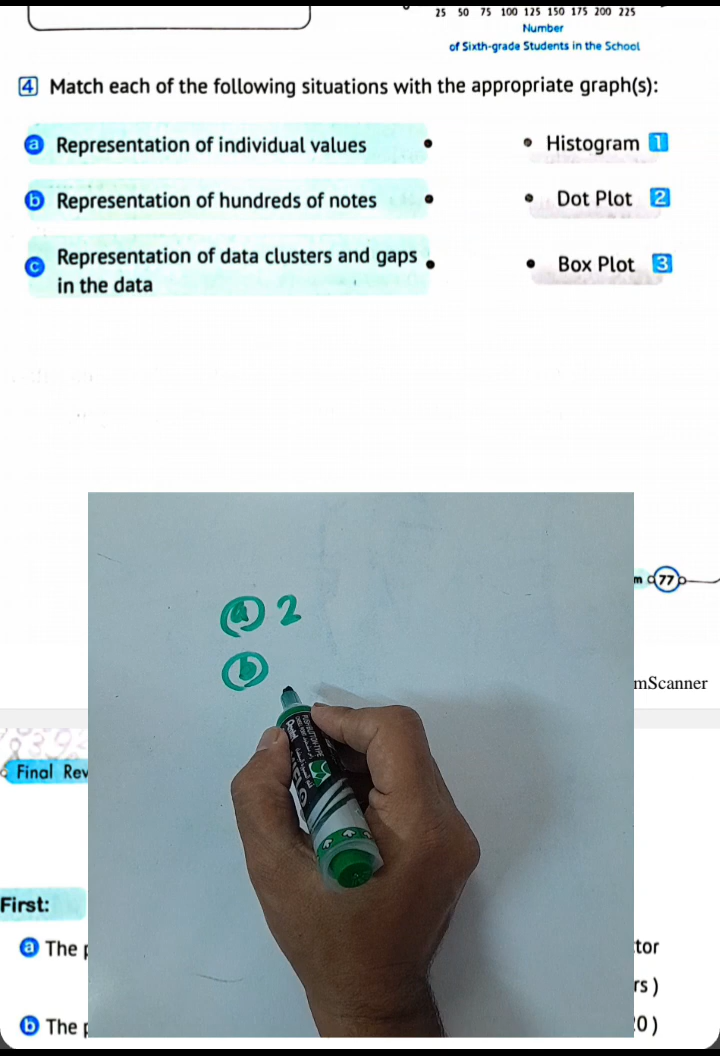 25 50 75 100 125 150 175 200 225
Number
of Sixth-grade Students in the School
4 Match each of the following situations with the appropriate graph(s):
a Representation of individual values • • Histogram 1
b Representation of hundreds of notes • • Dot Plot 2
c Representation of data clusters and gaps in the data • • Box Plot 3
77
mScanner
a 2
b
Pentel
Final Rev
First:
a The
tor
rs )
b The
0 )